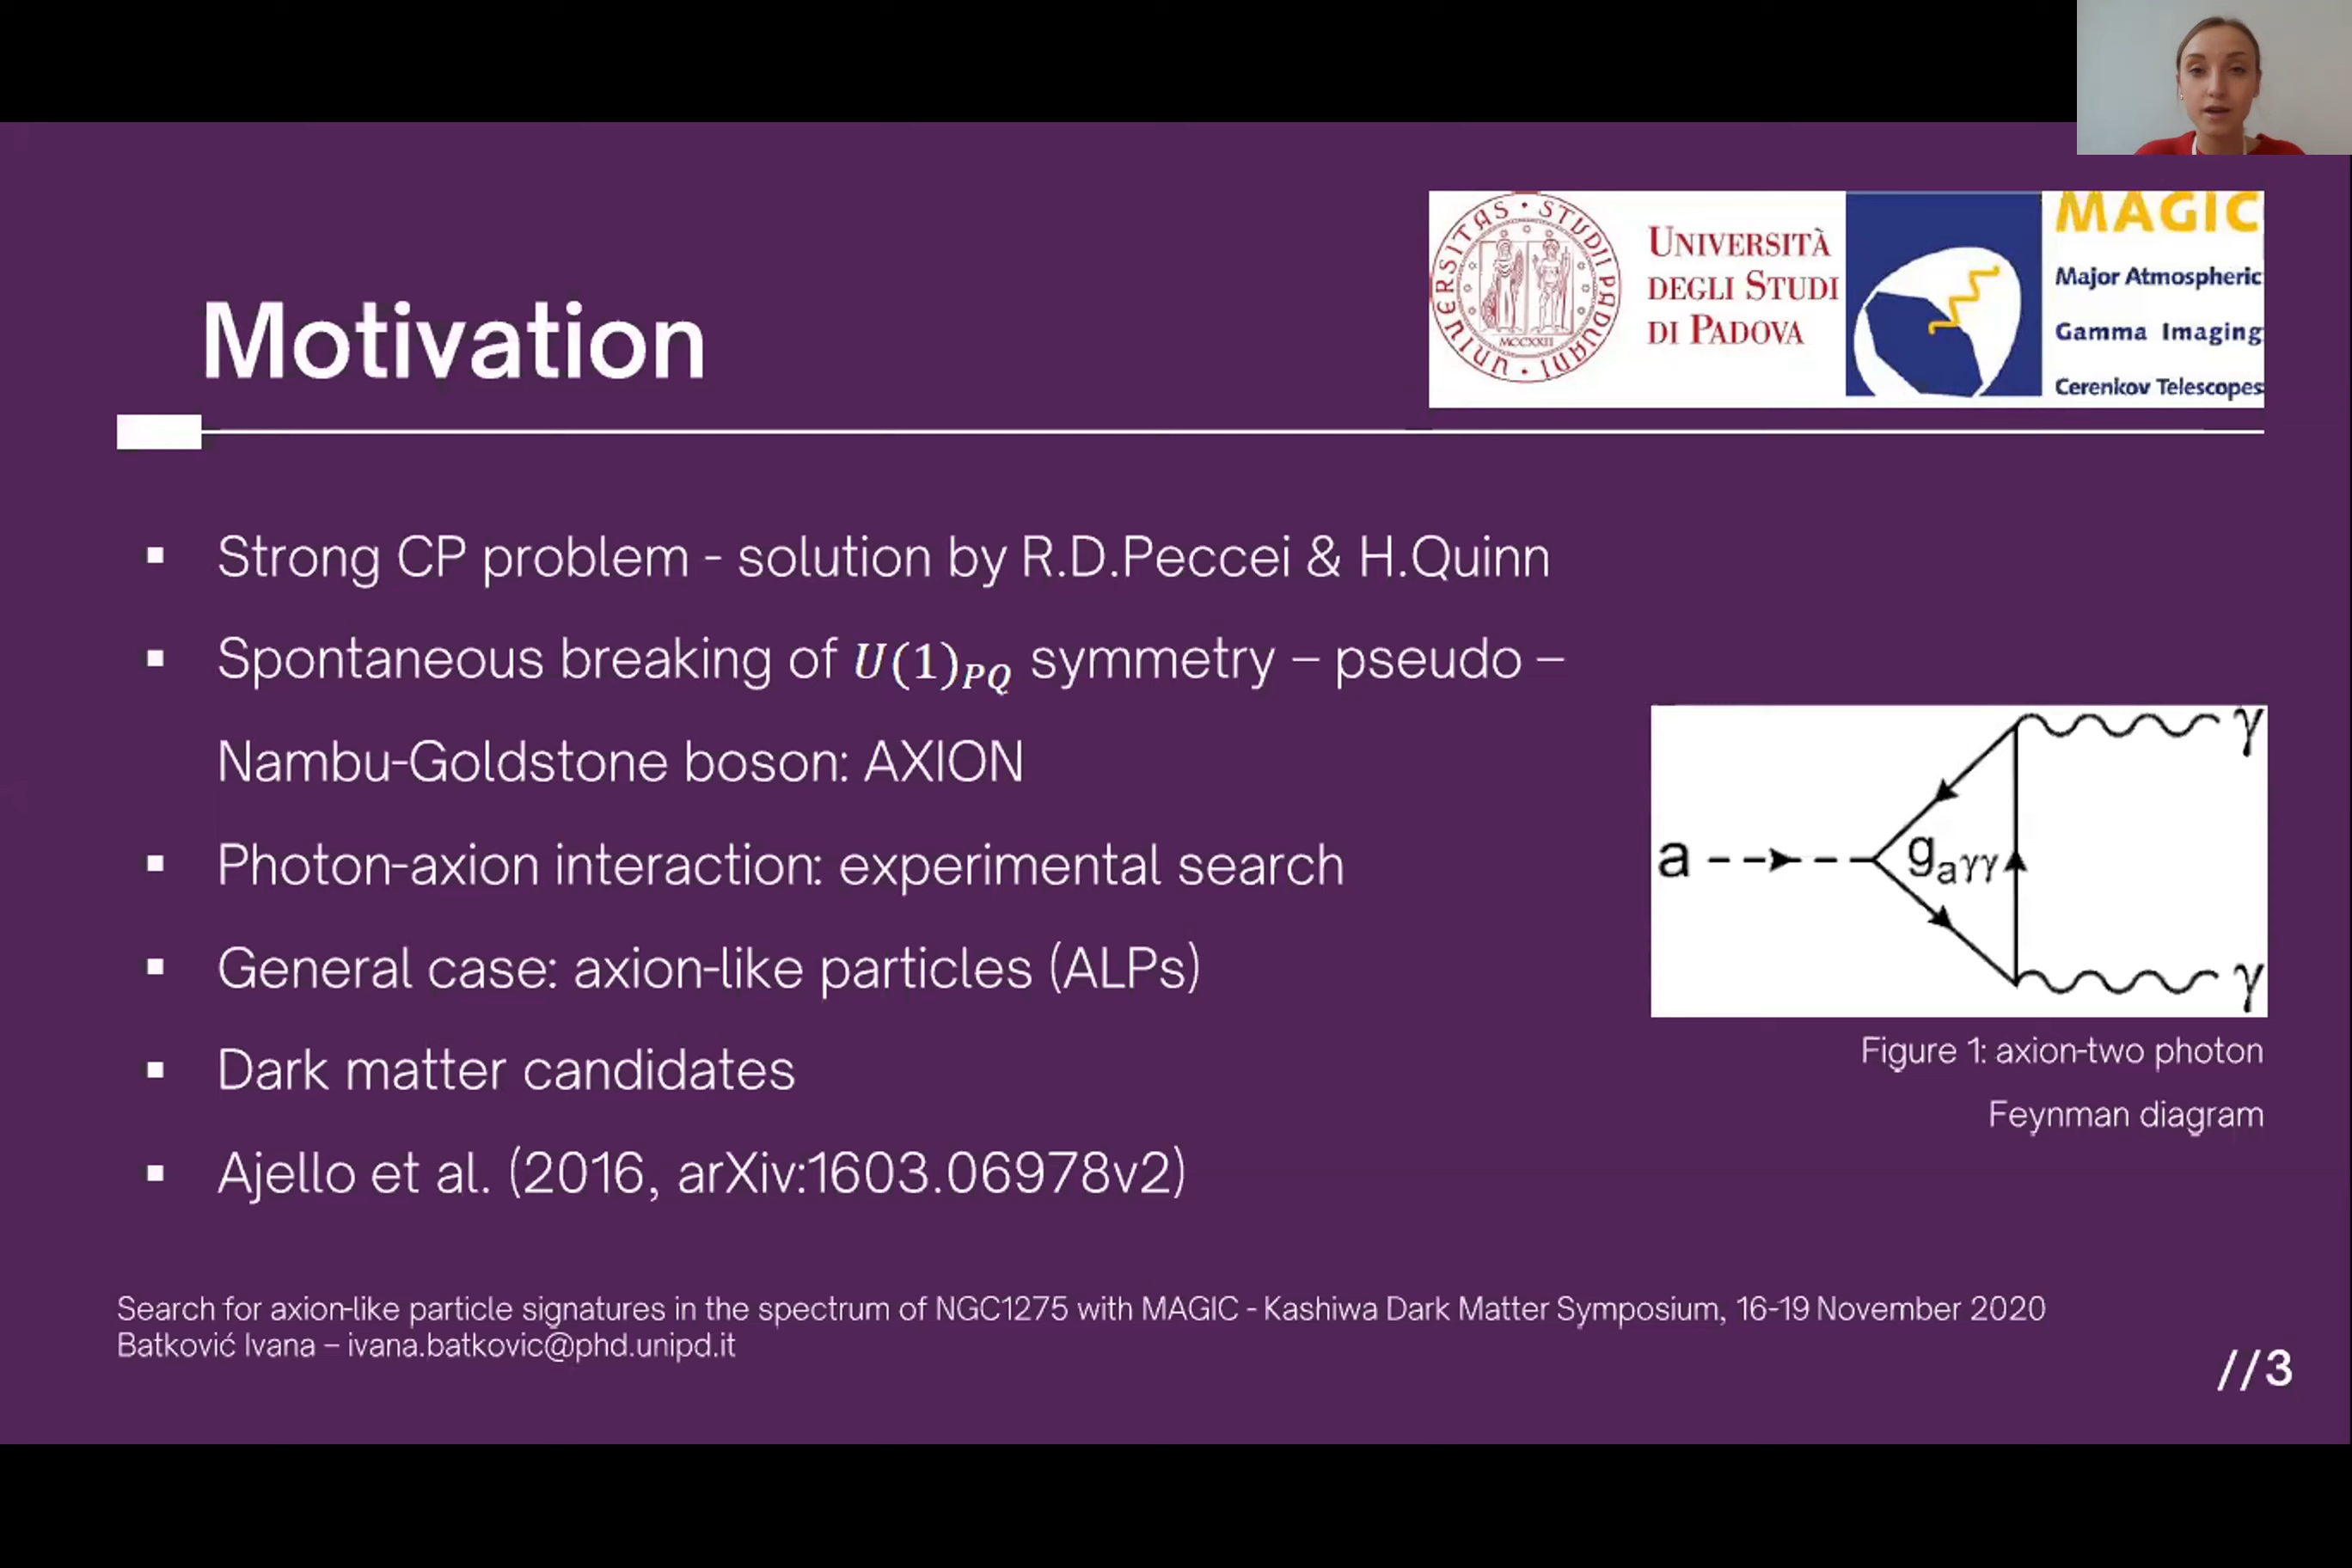 UNIVERSITAS · STUDII PADUANI ·
MCCXXII
UNIVERSITÀ
DEGLI STUDI
DI PADOVA
MAGIC
Major Atmospheric
Gamma Imaging
Cerenkov Telescopes
Motivation
▪ Strong CP problem - solution by R.D.Peccei & H.Quinn
▪ Spontaneous breaking of U(1)PQ symmetry – pseudo –
Nambu-Goldstone boson: AXION
▪ Photon-axion interaction: experimental search
▪ General case: axion-like particles (ALPs)
▪ Dark matter candidates
▪ Ajello et al. (2016, arXiv:1603.06978v2)
γ
a gaγγ
γ
Figure 1: axion-two photon
Feynman diagram
Search for axion-like particle signatures in the spectrum of NGC1275 with MAGIC - Kashiwa Dark Matter Symposium, 16-19 November 2020
Batković Ivana – ivana.batkovic@phd.unipd.it
//3